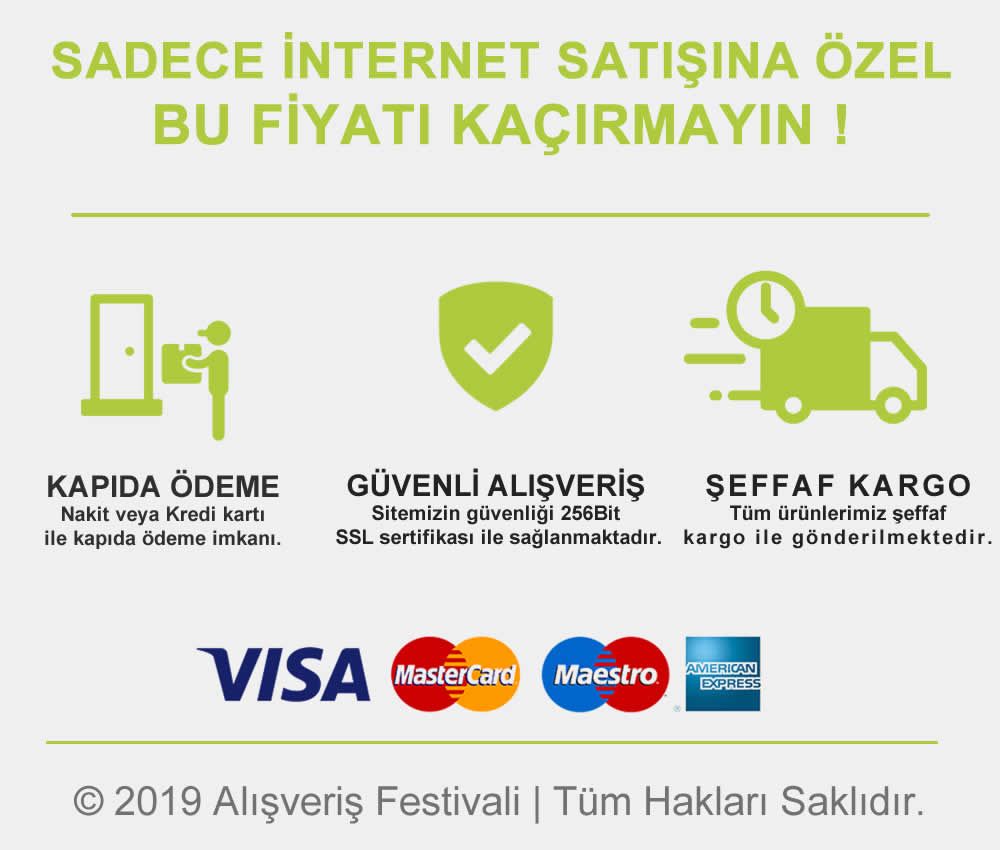 SADECE İNTERNET SATIŞINA ÖZEL
BU FİYATI KAÇIRMAYIN !
KAPIDA ÖDEME
Nakit veya Kredi kartı
ile kapıda ödeme imkanı.
GÜVENLİ ALIŞVERİŞ
Sitemizin güvenliği 256Bit
SSL sertifikası ile sağlanmaktadır.
ŞEFFAF KARGO
Tüm ürünlerimiz şeffaf
kargo ile gönderilmektedir.
VISA
MasterCard
Maestro
®
AMERICAN
EXPRESS
© 2019 Alışveriş Festivali | Tüm Hakları Saklıdır.